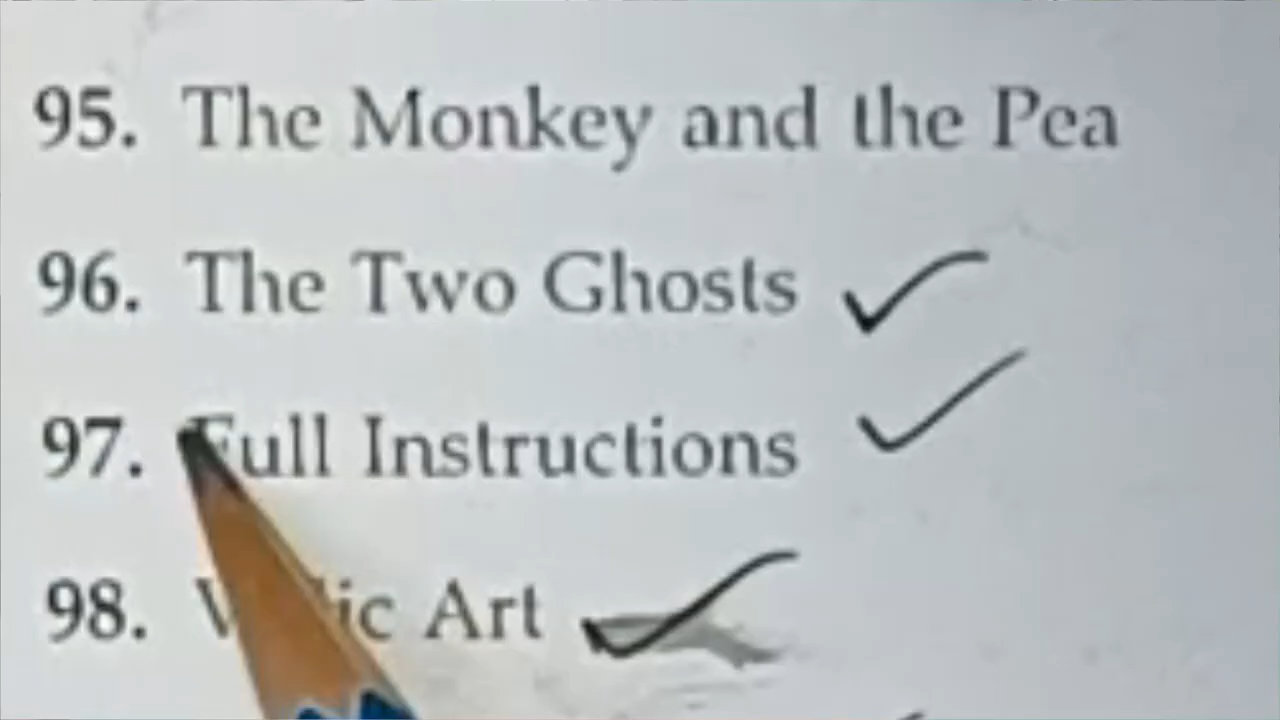 95. The Monkey and the Pea
96. The Two Ghosts
97. Full Instructions
98. Art